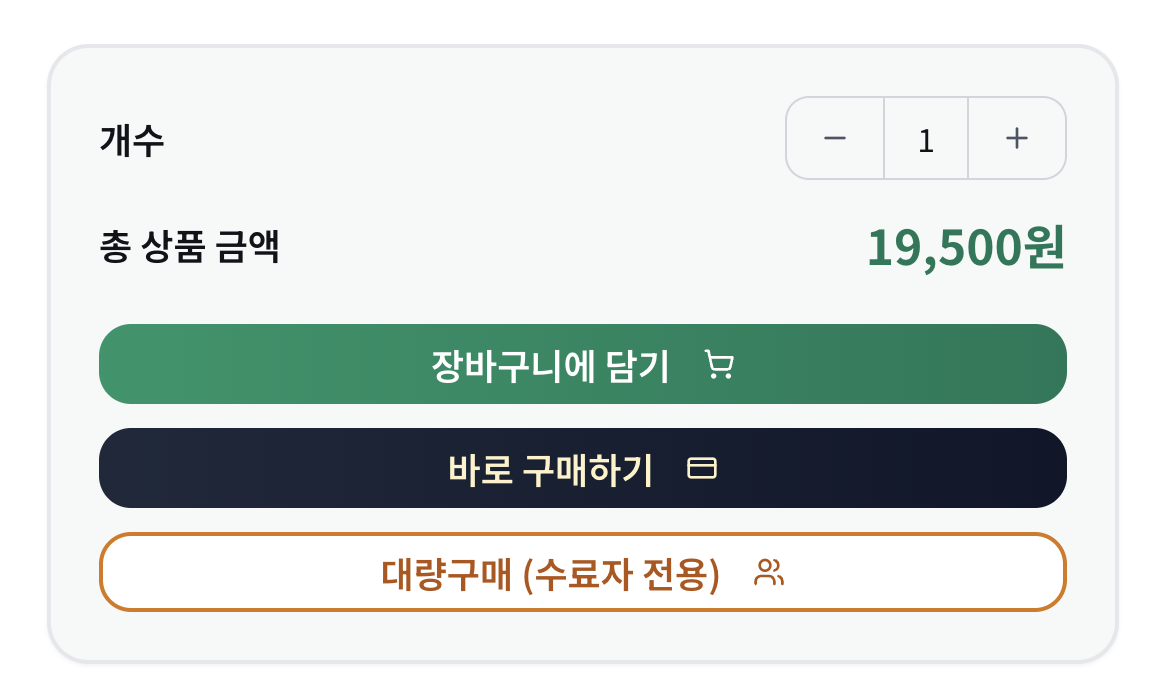 개수
− 1 +
총 상품 금액
19,500원
장바구니에 담기
바로 구매하기
대량구매 (수료자 전용)